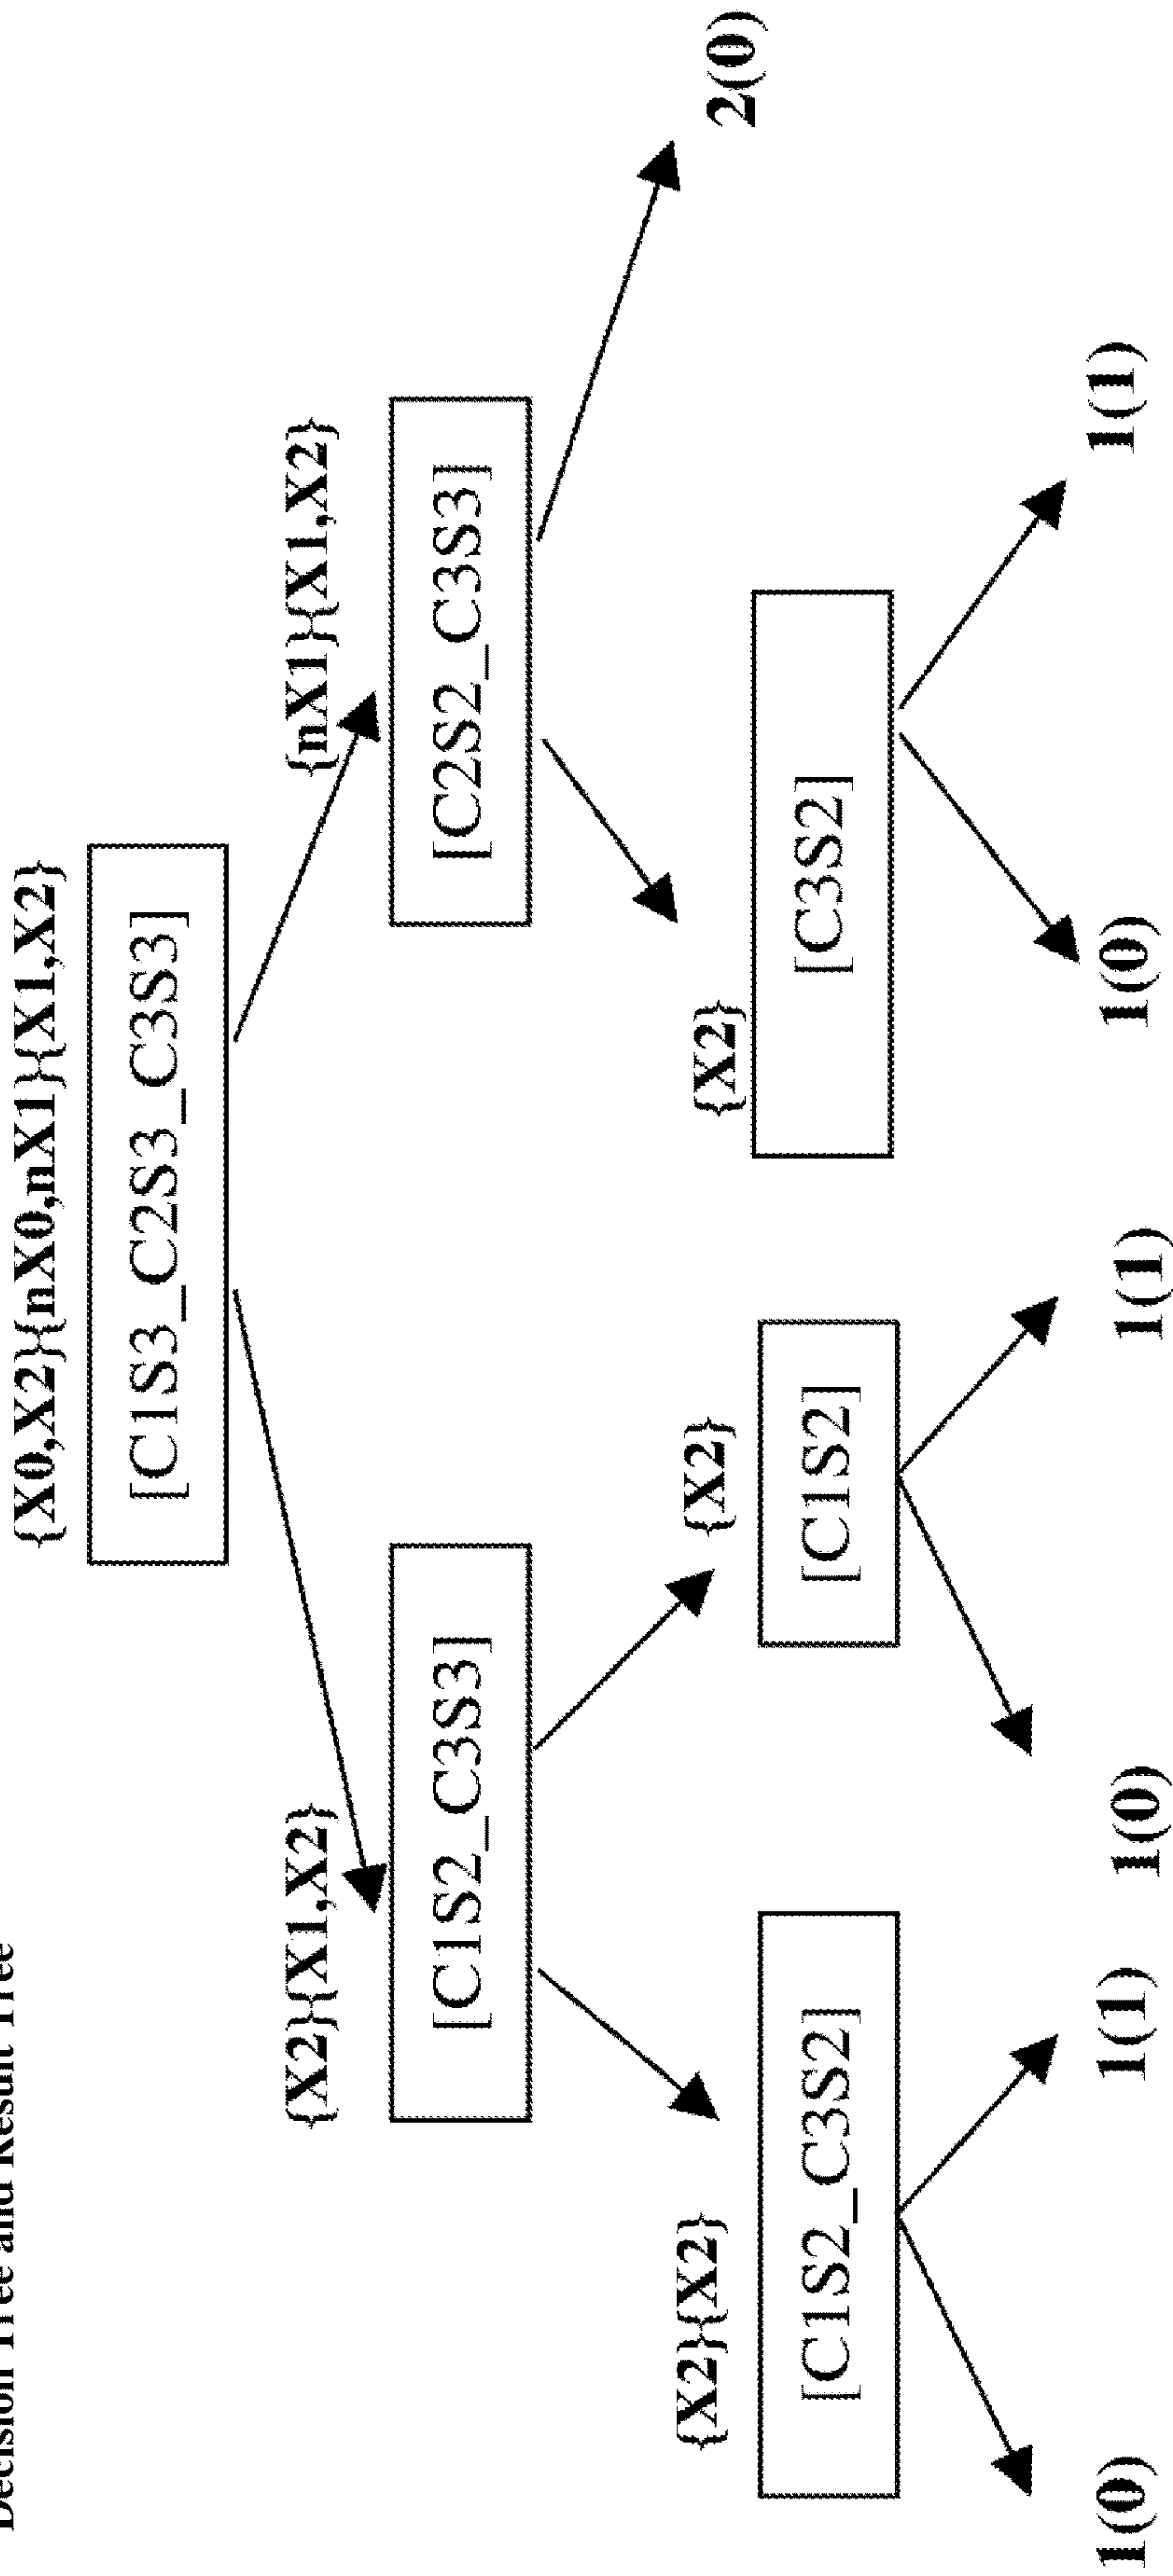 Decision Tree and Result Tree
{X0,X2}{nX0,nX1}{X1,X2}
[C1S3_C2S3_C3S3]
{X2}{X1,X2}
{nX1}{X1,X2}
[C1S2_C3S3]
[C2S2_C3S3]
{X2}{X2}
{X2}
{X2}
2(0)
[C1S2_C3S2]
[C1S2]
[C3S2]
1(0)
1(1)
1(0)
1(1)
1(0)
1(1)